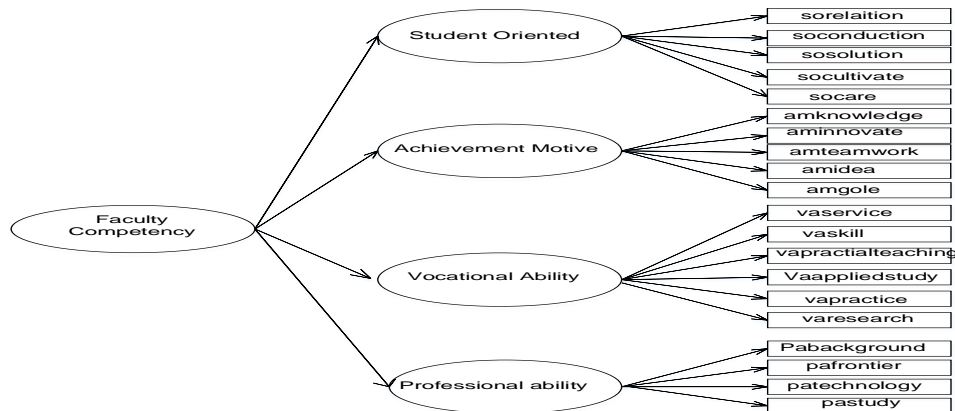 Student Oriented
sorelaition
soconduction
sosolution
socultivate
socare
Achievement Motive
amknowledge
aminnovate
amteamwork
amidea
amgole
Faculty
Competency
Vocational Ability
vaservice
vaskill
vapractialteaching
Vaappliedstudy
vapractice
varesearch
Professional ability
Pabackground
pafrontier
patechnology
pastudy